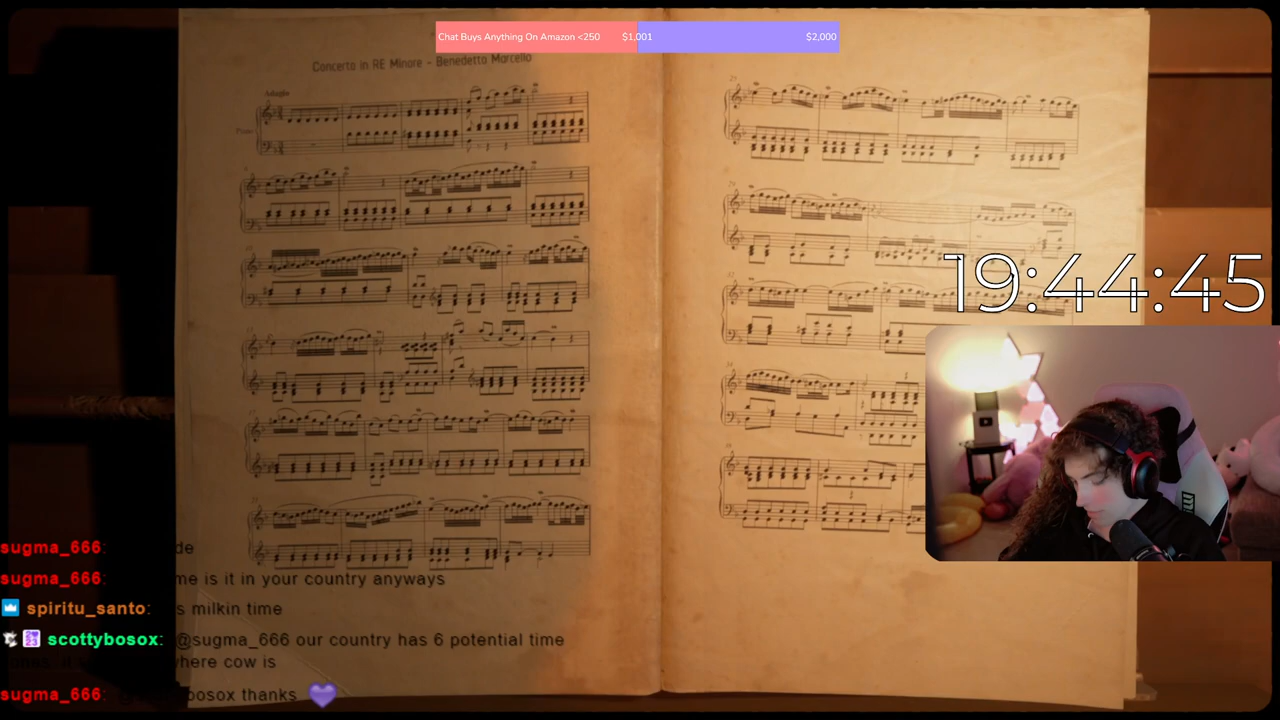 Chat Buys Anything On Amazon <250 $1,001 $2,000
Concerto in RE Minore - Benedetto Marcello
Adagio
Piano
19:44:45
sugma_666: de
sugma_666: me is it in your country anyways
spiritu_santo: s milkin time
scottybosox: @sugma_666 our country has 6 potential time
where cow is
sugma_666: bosox thanks